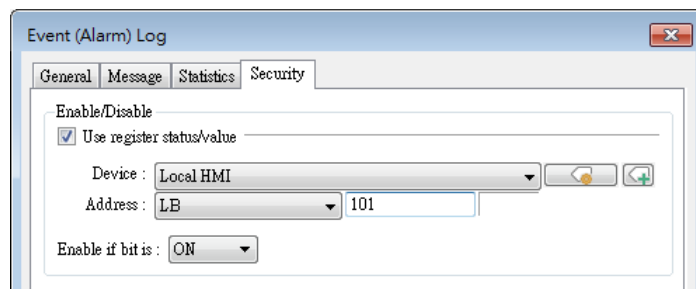 Event (Alarm) Log
General Message Statistics Security
Enable/Disable
Use register status/value
Device : Local HMI
Address : LB 101
Enable if bit is : ON